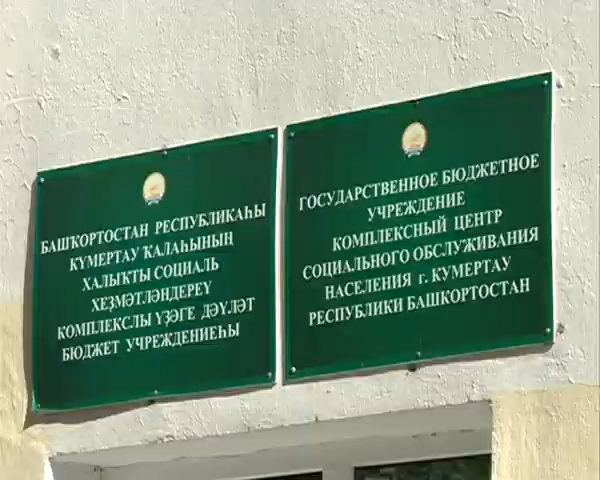 БАШҠОРТОСТАН РЕСПУБЛИКАҺЫ
КҮМЕРТАУ ҠАЛАҺЫНЫҢ
ХАЛЫҠТЫ СОЦИАЛЬ
ХЕҘМӘТЛӘНДЕРЕҮ
КОМПЛЕКСЛЫ ҮҘӘГЕ ДӘҮЛӘТ
БЮДЖЕТ УЧРЕЖДЕНИЕҺЫ
ГОСУДАРСТВЕННОЕ БЮДЖЕТНОЕ
УЧРЕЖДЕНИЕ
КОМПЛЕКСНЫЙ ЦЕНТР
СОЦИАЛЬНОГО ОБСЛУЖИВАНИЯ
НАСЕЛЕНИЯ г. КУМЕРТАУ
РЕСПУБЛИКИ БАШКОРТОСТАН